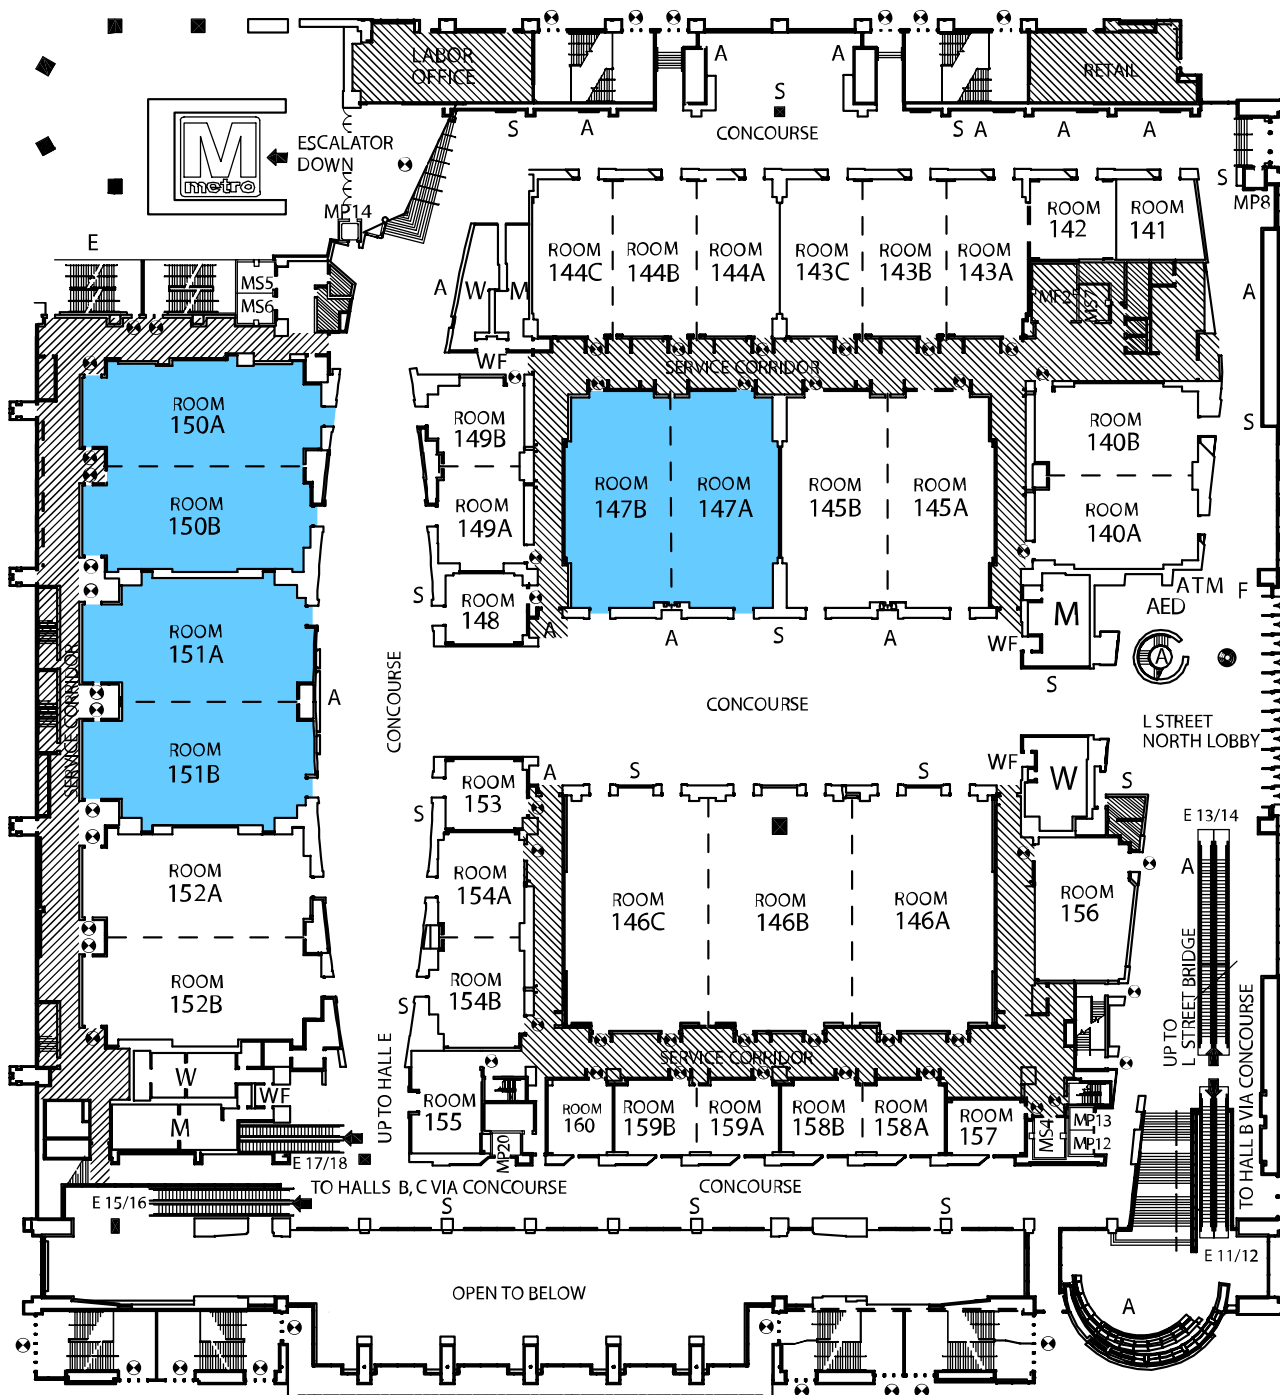 LABOR
OFFICE
A
A
RETAIL
S
M
metro
ESCALATOR
DOWN
S
A
CONCOURSE
S
A
A
A
S
MP8
MP14
E
MS5
MS6
A
W
M
WF
ROOM
144C
ROOM
144B
ROOM
144A
ROOM
143C
ROOM
143B
ROOM
143A
ROOM
142
ROOM
141
A
SERVICE CORRIDOR
ROOM
150A
ROOM
150B
ROOM
149B
ROOM
149A
ROOM
147B
ROOM
147A
ROOM
145B
ROOM
145A
ROOM
140B
ROOM
140A
S
ATM
F
AED
S
ROOM
148
A
A
S
A
WF
M
A
S
ROOM
151A
ROOM
151B
SERVICE CORRIDOR
A
CONCOURSE
CONCOURSE
L STREET
NORTH LOBBY
ROOM
153
S
A
S
S
WF
W
S
E 13/14
A
ROOM
152A
ROOM
152B
ROOM
154A
ROOM
154B
S
ROOM
146C
ROOM
146B
ROOM
146A
ROOM
156
UP TO
L STREET BRIDGE
TO HALL B VIA CONCOURSE
SERVICE CORRIDOR
W
WF
M
UP TO HALL E
ROOM
155
MP20
ROOM
160
ROOM
159B
ROOM
159A
ROOM
158B
ROOM
158A
ROOM
157
MS4
MP13
MP12
E 17/18
E 15/16
TO HALLS B, C VIA CONCOURSE
CONCOURSE
S
S
S
E 11/12
OPEN TO BELOW
A